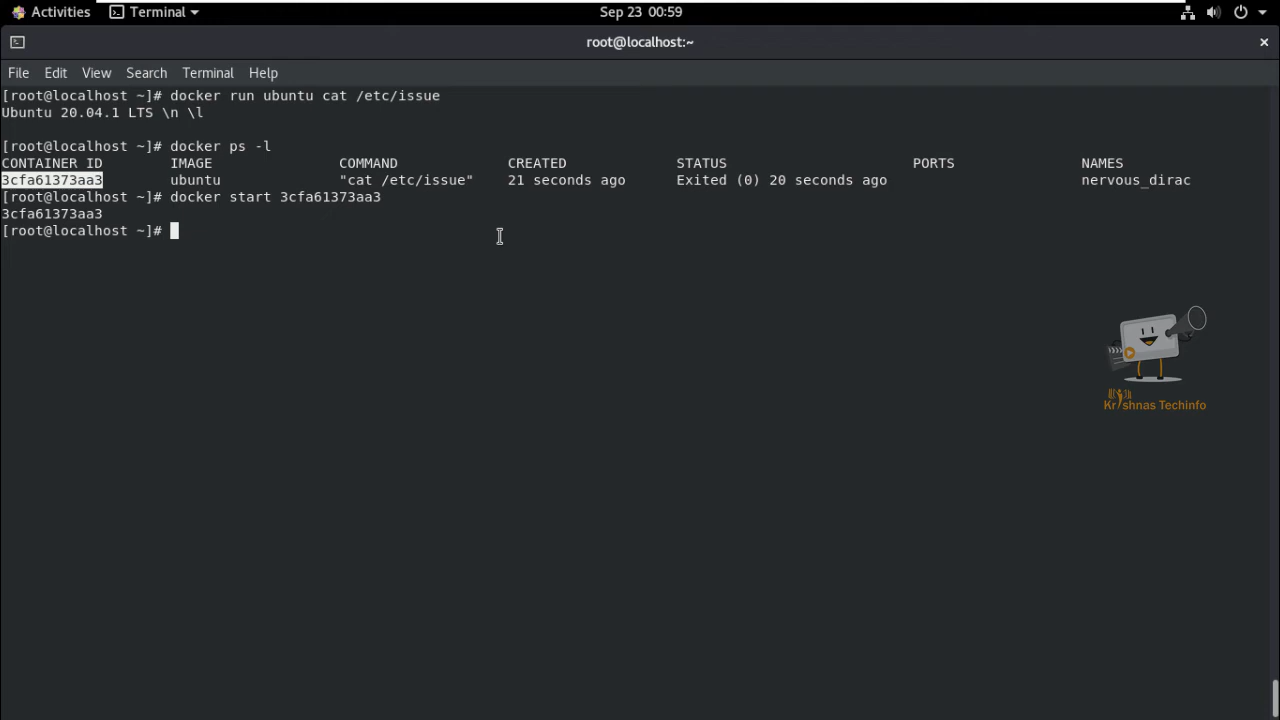 Activities Terminal Sep 23 00:59
root@localhost:~ ×
File Edit View Search Terminal Help
[root@localhost ~]# docker run ubuntu cat /etc/issue
Ubuntu 20.04.1 LTS \n \l
[root@localhost ~]# docker ps -l
CONTAINER ID IMAGE COMMAND CREATED STATUS PORTS NAMES
3cfa61373aa3 ubuntu "cat /etc/issue" 21 seconds ago Exited (0) 20 seconds ago nervous_dirac
[root@localhost ~]# docker start 3cfa61373aa3
3cfa61373aa3
[root@localhost ~]#
Krishnas Techinfo